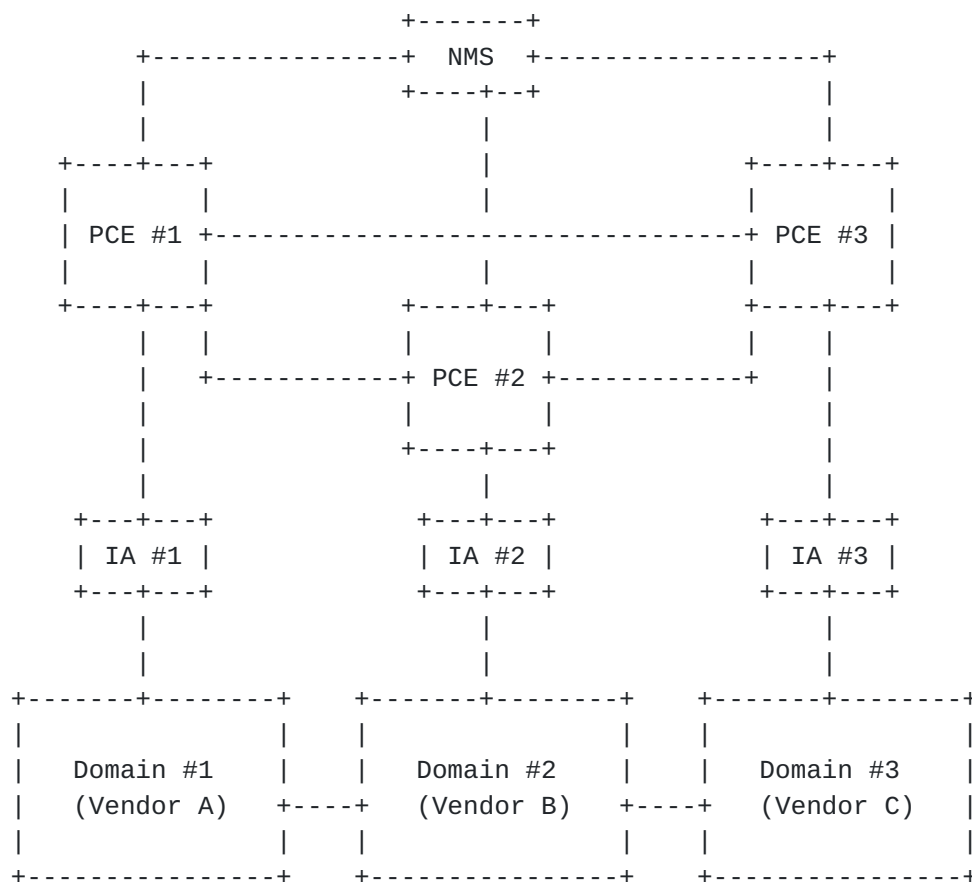 NMS
PCE #1 PCE #3
PCE #2
IA #1 IA #2 IA #3
Domain #1 Domain #2 Domain #3
(Vendor A) (Vendor B) (Vendor C)